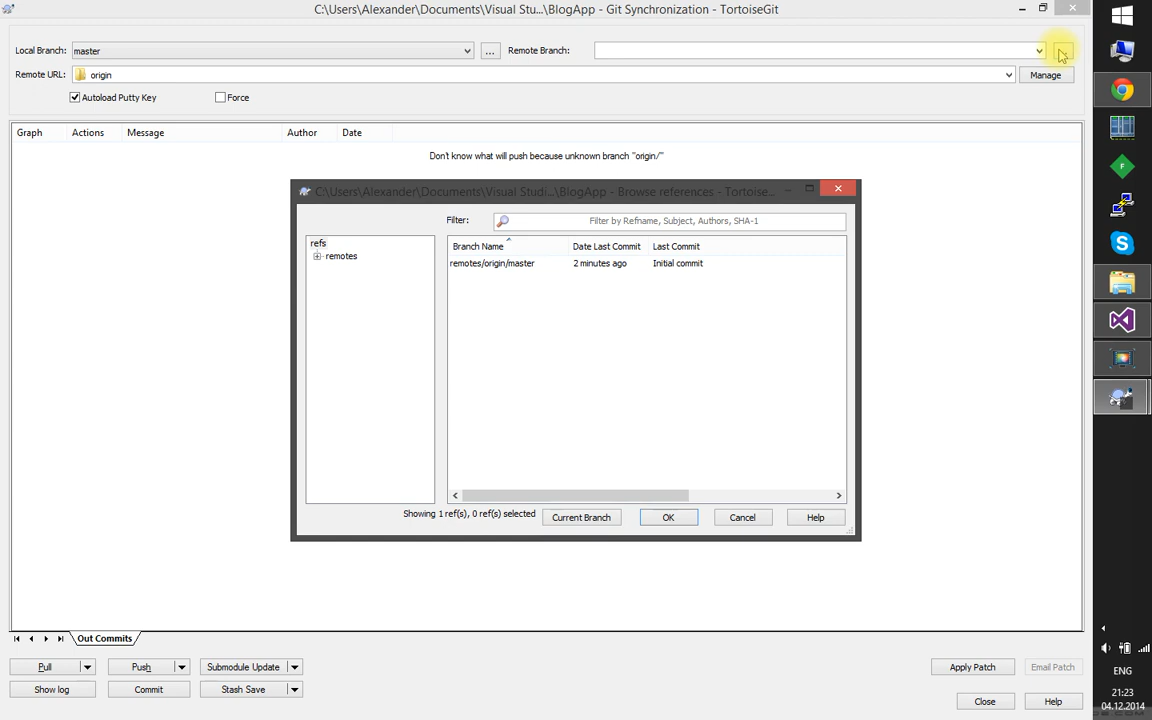 C:\Users\Alexander\Documents\Visual Stu...\BlogApp - Git Synchronization - TortoiseGit
Local Branch: master ... Remote Branch:
Remote URL: origin Manage
Autoload Putty Key Force
Graph Actions Message Author Date
Don't know what will push because unknown branch "origin/"
C:\Users\Alexander\Documents\Visual Studi...\BlogApp - Browse references - Tortoise...
Filter: Filter by Refname, Subject, Authors, SHA-1
refs
remotes
Branch Name Date Last Commit Last Commit
remotes/origin/master 2 minutes ago Initial commit
Showing 1 ref(s), 0 ref(s) selected Current Branch OK Cancel Help
Out Commits
Pull Push Submodule Update Apply Patch Email Patch
Show log Commit Stash Save
Close Help
F
ENG
21:23
04.12.2014